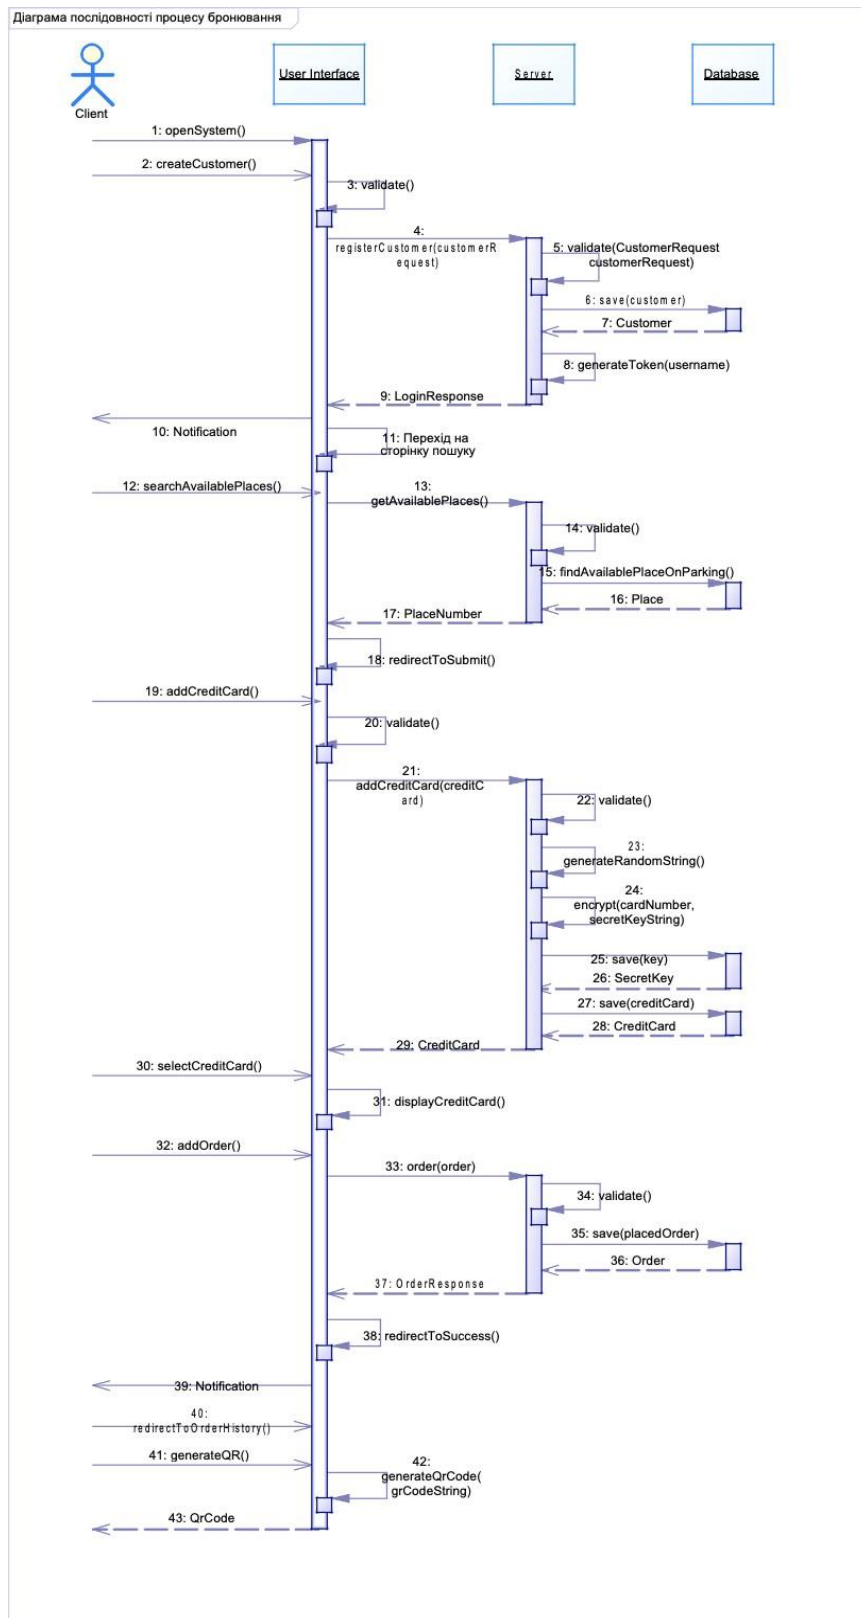 Діаграма послідовності процесу бронювання
Client
User Interface
Server
Database
1: openSystem()
2: createCustomer()
3: validate()
4:
registerCustomer(customerR
equest)
5: validate(CustomerRequest
customerRequest)
6: save(customer)
7: Customer
8: generateToken(username)
9: LoginResponse
10: Notification
11: Перехід на
сторінку пошуку
12: searchAvailablePlaces()
13:
getAvailablePlaces()
14: validate()
15: findAvailablePlaceOnParking()
16: Place
17: PlaceNumber
18: redirectToSubmit()
19: addCreditCard()
20: validate()
21:
addCreditCard(creditC
ard)
22: validate()
23:
generateRandomString()
24:
encrypt(cardNumber,
secretKeyString)
25: save(key)
26: SecretKey
27: save(creditCard)
28: CreditCard
29: CreditCard
30: selectCreditCard()
31: displayCreditCard()
32: addOrder()
33: order(order)
34: validate()
35: save(placedOrder)
36: Order
37: OrderResponse
38: redirectToSuccess()
39: Notification
40:
redirectToOrderHistory()
41: generateQR()
42:
generateQrCode(
grCodeString)
43: QrCode